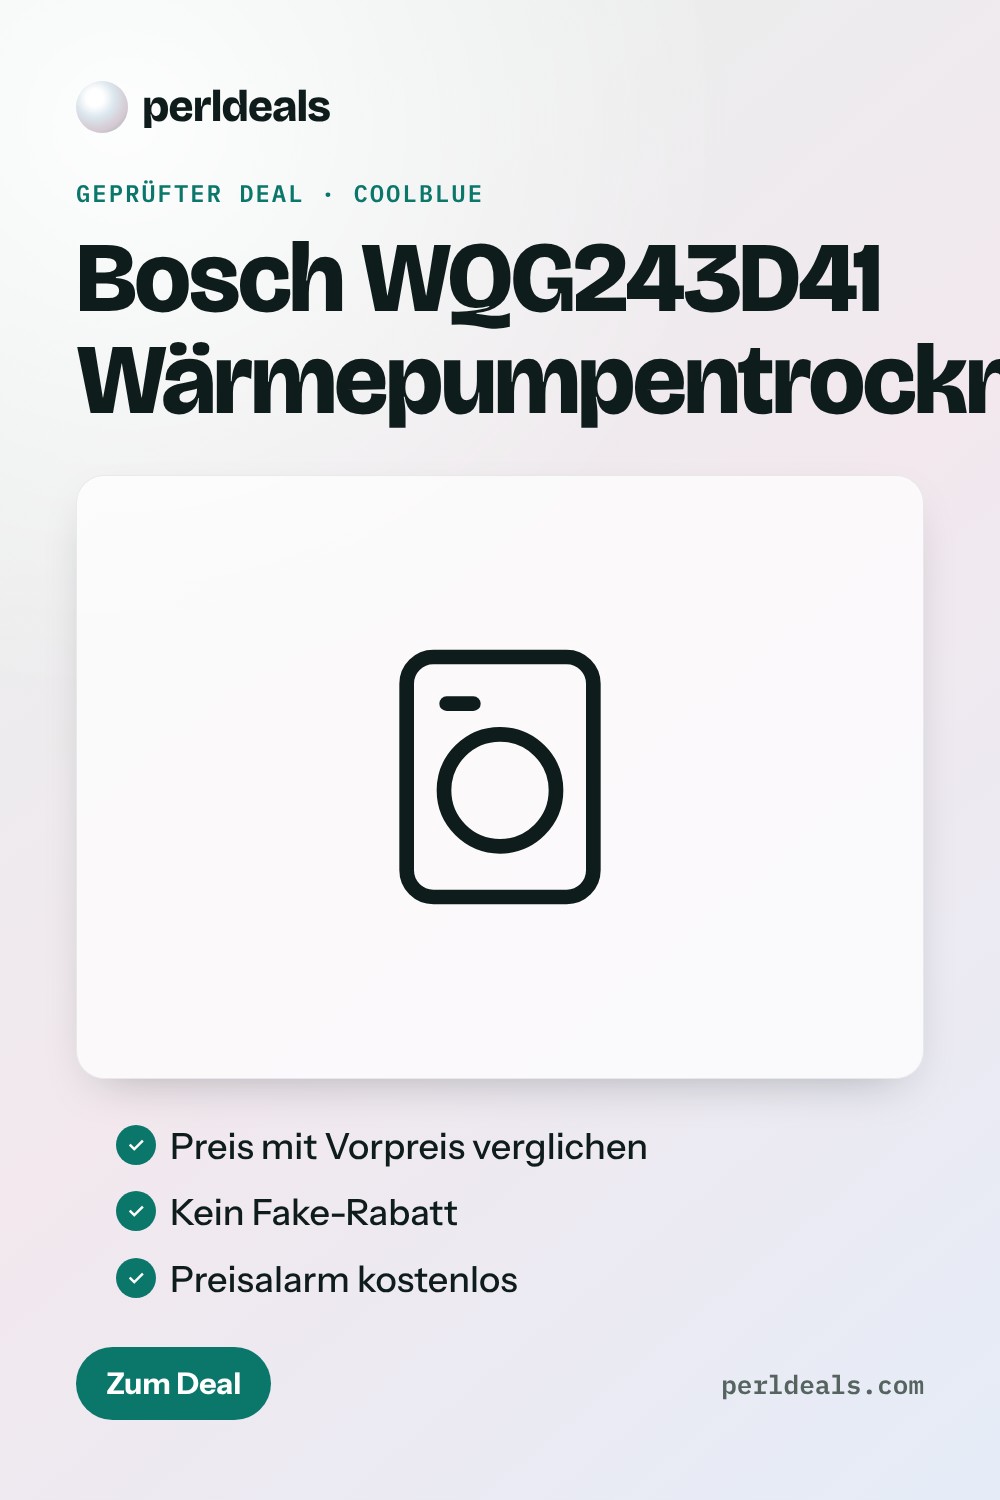 perldeals
GEPRÜFTER DEAL · COOLBLUE
Bosch WQG243D41
Wärmepumpentrockn
Preis mit Vorpreis verglichen
Kein Fake-Rabatt
Preisalarm kostenlos
Zum Deal
perldeals.com